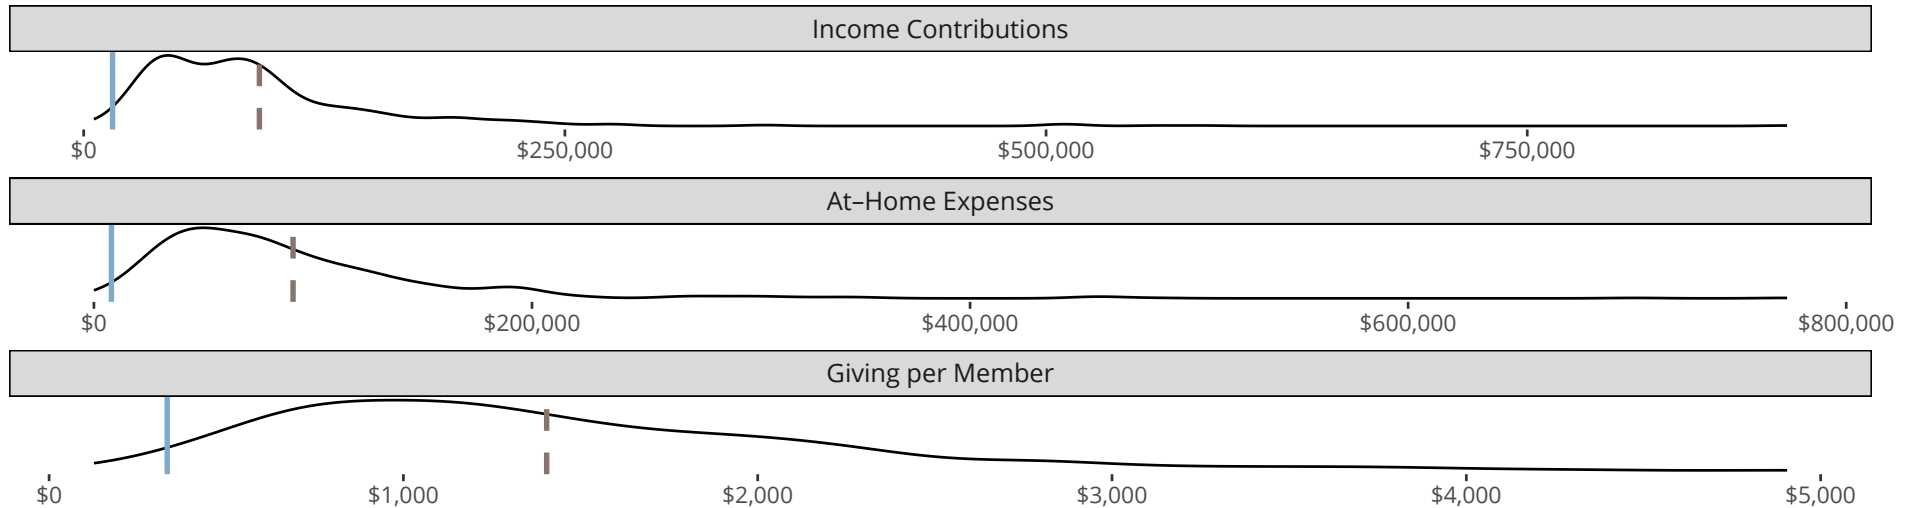 Income Contributions
$0 $250,000 $500,000 $750,000
At–Home Expenses
$0 $200,000 $400,000 $600,000 $800,000
Giving per Member
$0 $1,000 $2,000 $3,000 $4,000 $5,000